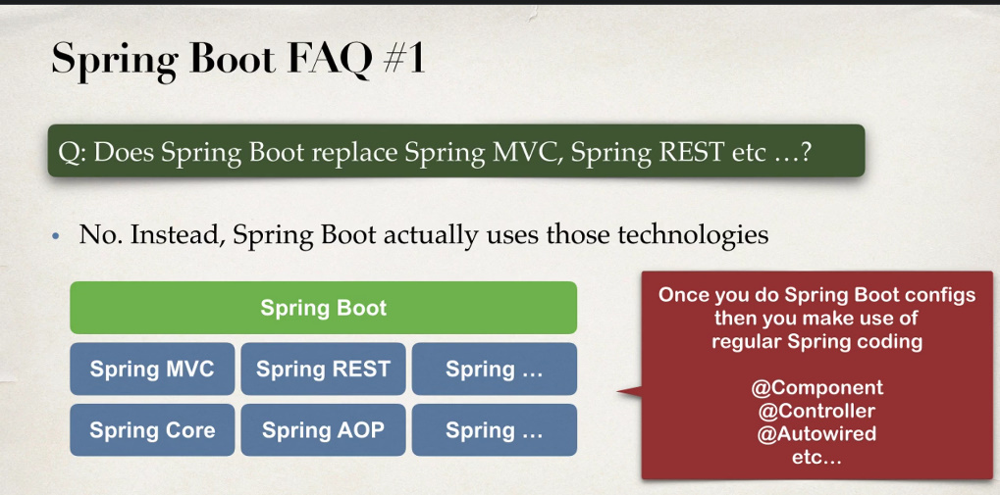 Spring Boot FAQ #1
Q: Does Spring Boot replace Spring MVC, Spring REST etc …?
• No. Instead, Spring Boot actually uses those technologies
Spring Boot
Spring MVC Spring REST Spring …
Spring Core Spring AOP Spring …
Once you do Spring Boot configs
then you make use of
regular Spring coding
@Component
@Controller
@Autowired
etc…